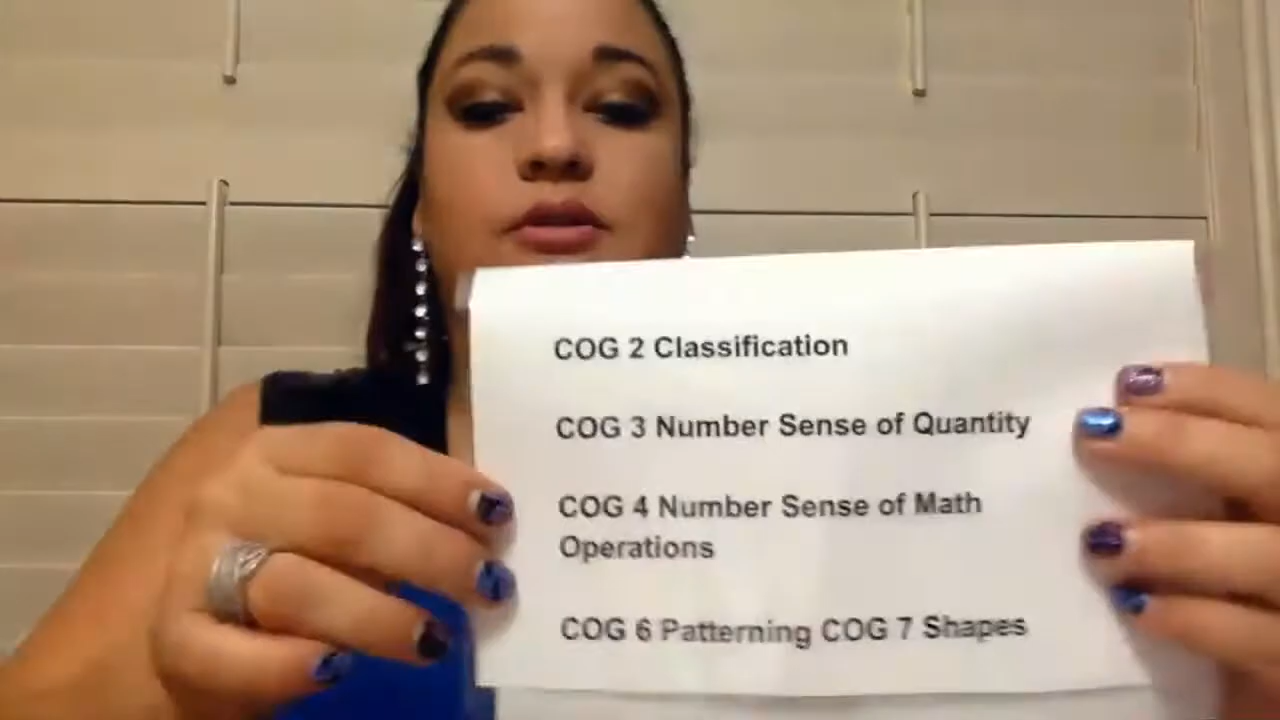 COG 2 Classification
COG 3 Number Sense of Quantity
COG 4 Number Sense of Math
Operations
COG 6 Patterning COG 7 Shapes